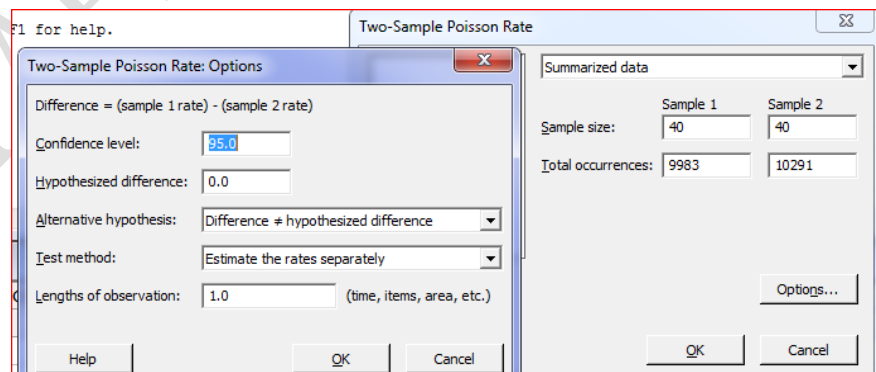 F1 for help.
Two-Sample Poisson Rate
Two-Sample Poisson Rate: Options
Difference = (sample 1 rate) - (sample 2 rate)
Confidence level: 95.0
Hypothesized difference: 0.0
Alternative hypothesis: Difference ≠ hypothesized difference
Test method: Estimate the rates separately
Lengths of observation: 1.0 (time, items, area, etc.)
Help OK Cancel
Summarized data
Sample 1 Sample 2
Sample size: 40 40
Total occurrences: 9983 10291
Options...
OK Cancel